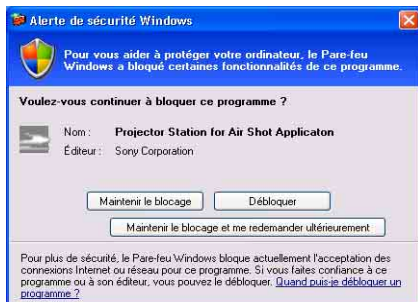 Alerte de sécurité Windows
Pour vous aider à protéger votre ordinateur, le Pare-feu
Windows a bloqué certaines fonctionnalités de ce programme.
Voulez-vous continuer à bloquer ce programme ?
Nom : Projector Station for Air Shot Applicaton
Éditeur : Sony Corporation
Maintenir le blocage Débloquer
Maintenir le blocage et me redemander ultérieurement
Pour plus de sécurité, le Pare-feu Windows bloque actuellement l'acceptation des
connexions Internet ou réseau pour ce programme. Si vous faites confiance à ce
programme ou à son éditeur, vous pouvez le débloquer. Quand puis-je débloquer un
programme ?